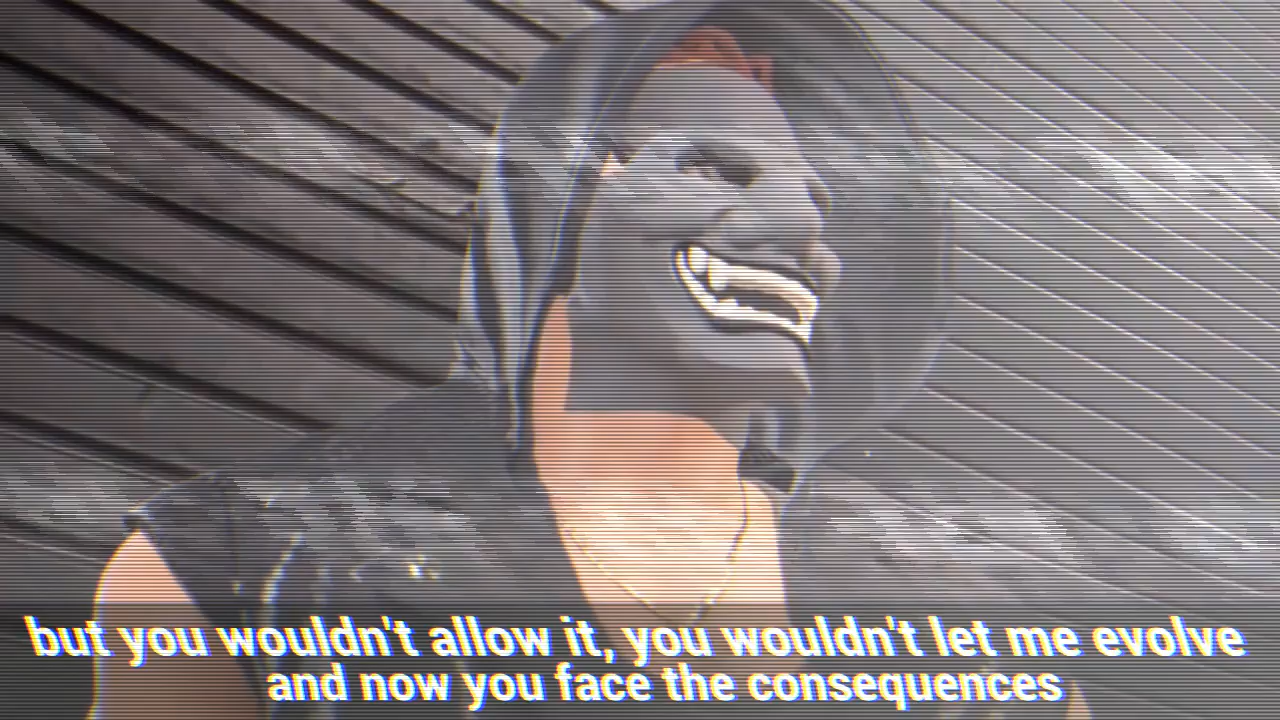 but you wouldn't allow it, you wouldn't let me evolve
and now you face the consequences